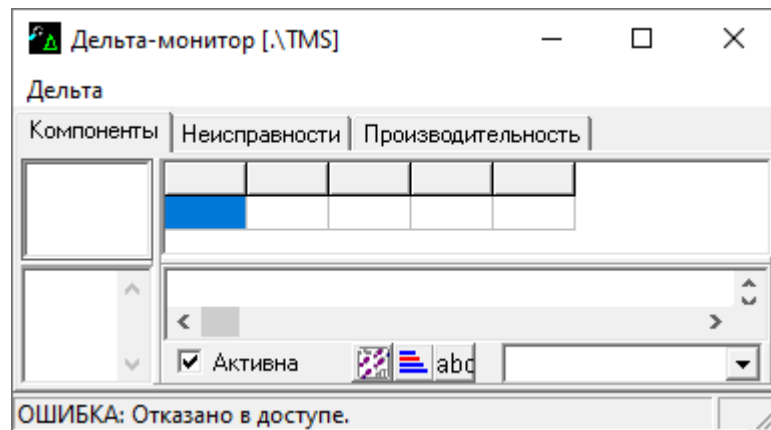 Дельта-монитор [.\TMS]
Дельта
Компоненты Неисправности Производительность
Активна abc
ОШИБКА: Отказано в доступе.